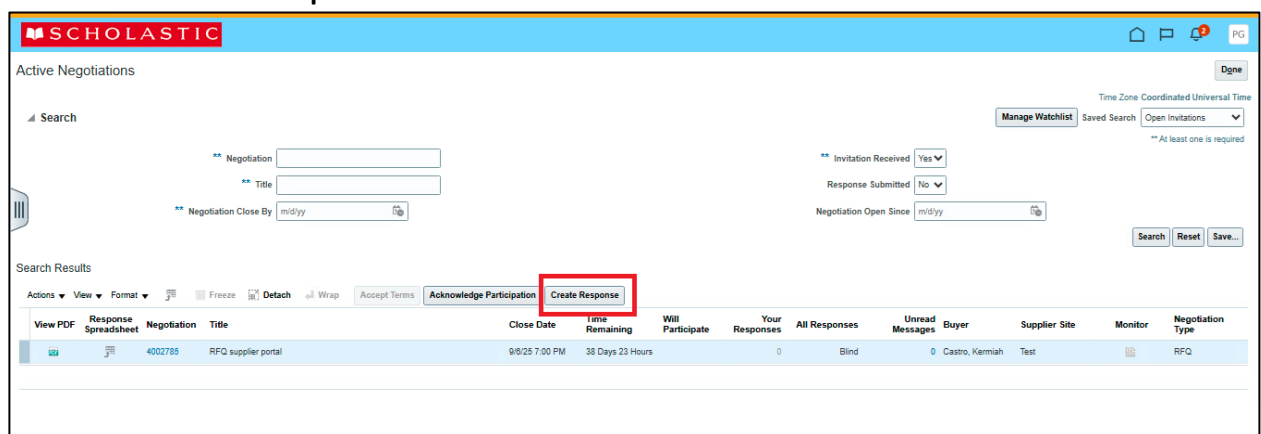 SCHOLASTIC
2
PG
Active Negotiations
Done
Time Zone Coordinated Universal Time
Search
Manage Watchlist Saved Search Open Invitations
** At least one is required
** Negotiation
** Invitation Received Yes
** Title
Response Submitted No
** Negotiation Close By m/d/yy
Negotiation Open Since m/d/yy
Search Reset Save...
Search Results
Actions View Format Freeze Detach Wrap Accept Terms Acknowledge Participation Create Response
View PDF Response Spreadsheet Negotiation Title Close Date Time Remaining Will Participate Your Responses All Responses Unread Messages Buyer Supplier Site Monitor Negotiation Type
4002785 RFQ supplier portal 9/6/25 7:00 PM 38 Days 23 Hours 0 Blind 0 Castro, Kermiah Test RFQ